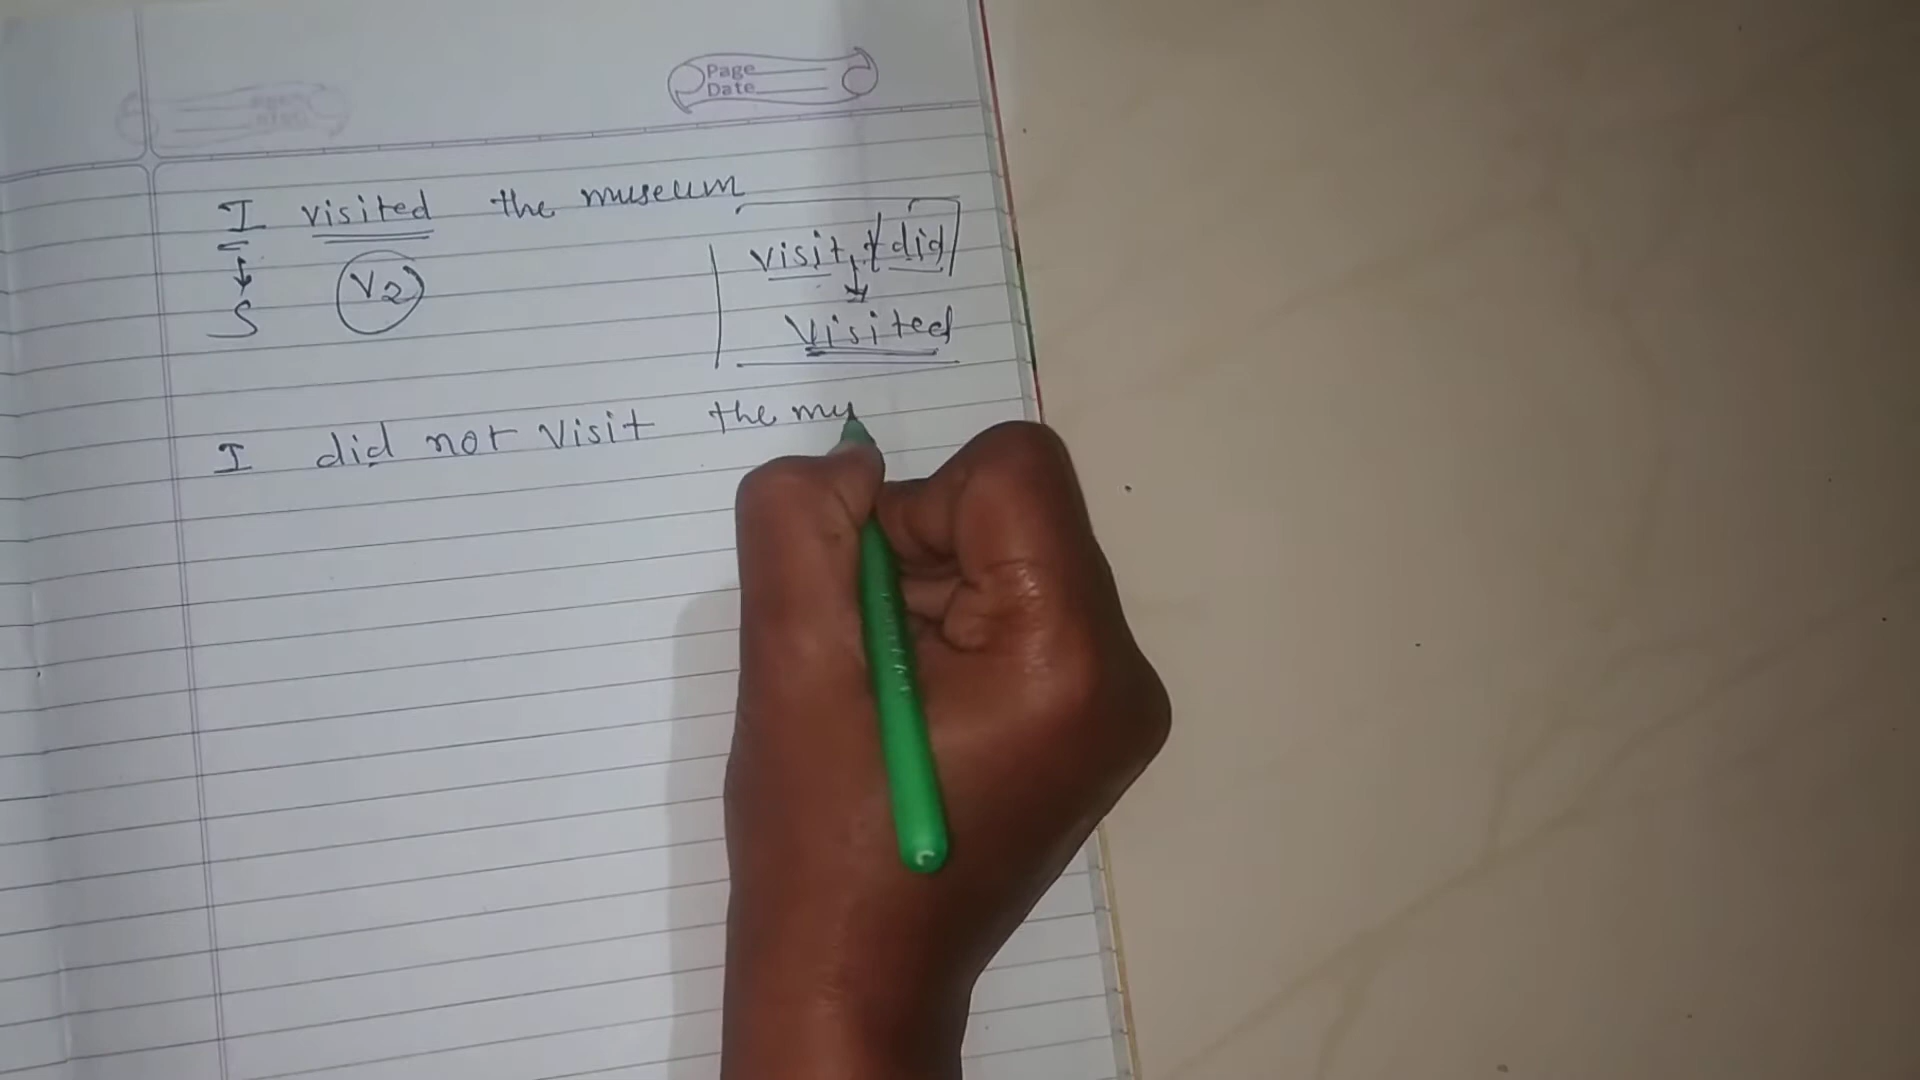 Page
Date
I visited the museum
visit + did
↓
S
V2
Visited
I did not visit the mu